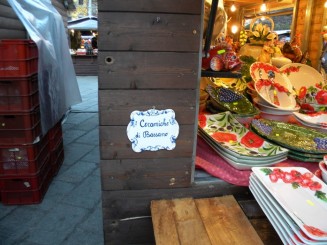 Ceramiche
di Bassano